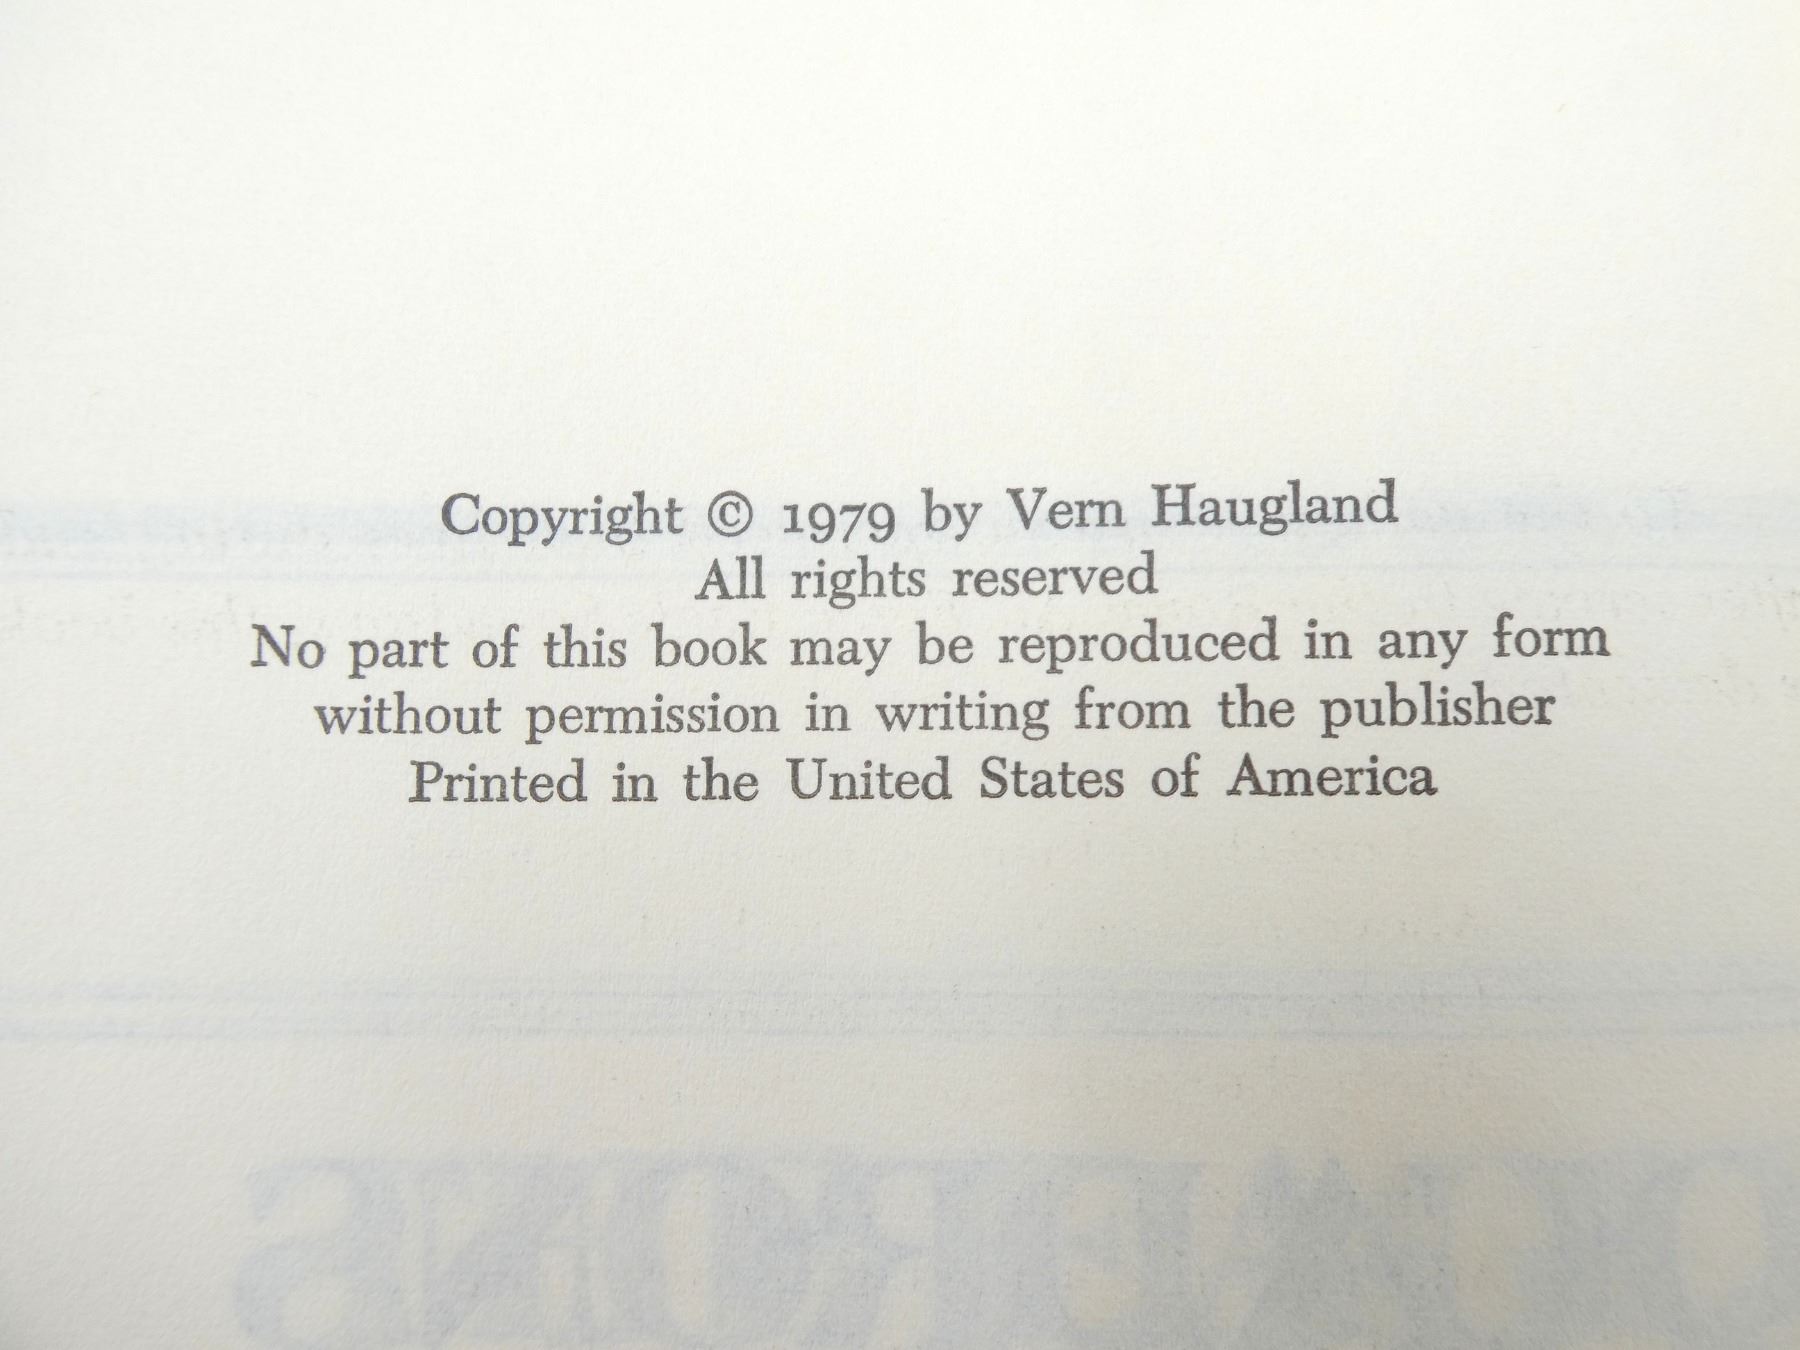 Copyright © 1979 by Vern Haugland
All rights reserved
No part of this book may be reproduced in any form
without permission in writing from the publisher
Printed in the United States of America